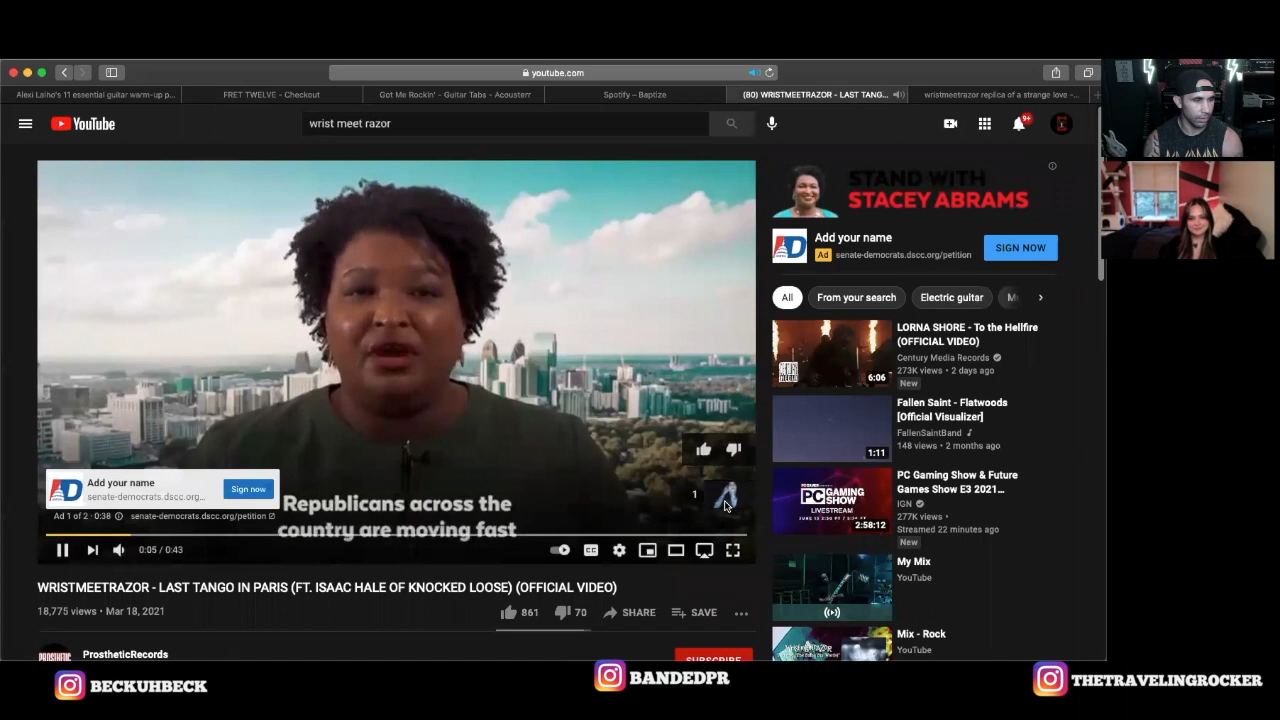 youtube.com
Alexi Laiho's 11 essential guitar warm-up p...
FRET TWELVE - Checkout
Got Me Rockin' - Guitar Tabs - Acousterr
Spotify – Baptize
(80) WRISTMEETRAZOR - LAST TANG...
wristmeetrazor replica of a strange love -...
YouTube
wrist meet razor
9+
STAND WITH
STACEY ABRAMS
Add your name
Ad senate-democrats.dscc.org/petition
SIGN NOW
All
From your search
Electric guitar
LORNA SHORE - To the Hellfire
(OFFICIAL VIDEO)
Century Media Records
273K views • 2 days ago
New
6:06
Fallen Saint - Flatwoods
[Official Visualizer]
FallenSaintBand
148 views • 2 months ago
1:11
PC Gaming Show & Future
Games Show E3 2021...
IGN
277K views •
Streamed 22 minutes ago
New
PC GAMING
SHOW
LIVESTREAM
2:58:12
My Mix
YouTube
Mix - Rock
YouTube
Add your name
senate-democrats.dscc.org...
Sign now
Republicans across the
country are moving fast
1
Ad 1 of 2 · 0:38
senate-democrats.dscc.org/petition
0:05 / 0:43
CC
WRISTMEETRAZOR - LAST TANGO IN PARIS (FT. ISAAC HALE OF KNOCKED LOOSE) (OFFICIAL VIDEO)
18,775 views • Mar 18, 2021
861
70
SHARE
SAVE
ProstheticRecords
SUBSCRIBE
BECKUHBECK
BANDEDPR
THETRAVELINGROCKER